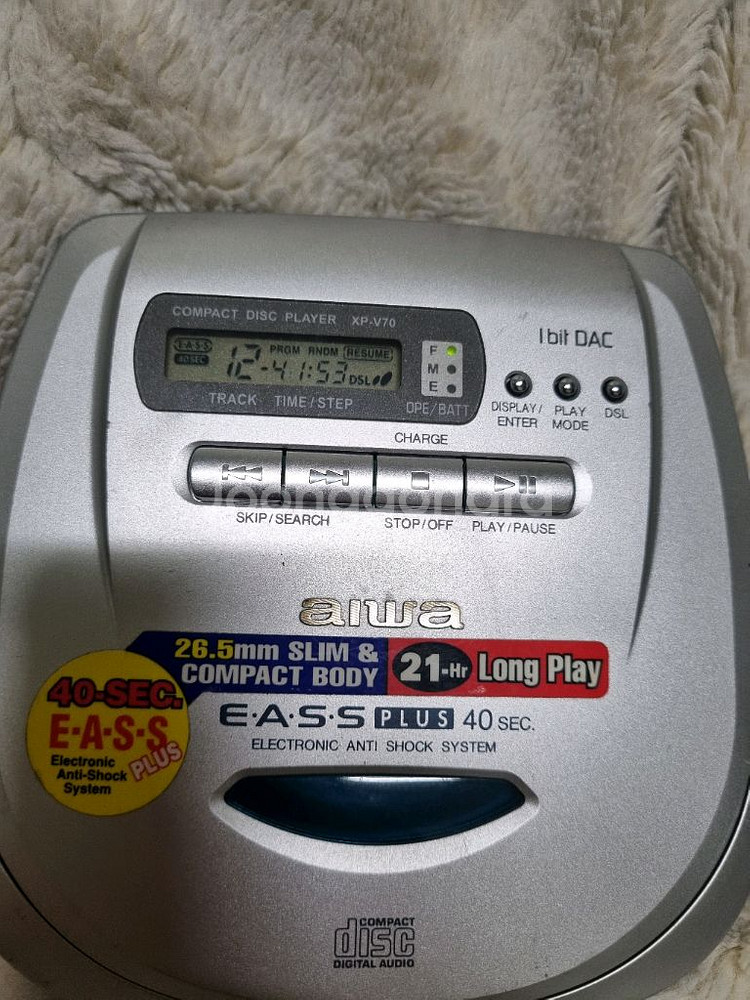 COMPACT DISC PLAYER XP-V70
E·A·S·S PRGM RNDM RESUME
40SEC 12-41:53 DSL
TRACK TIME/STEP
F
M
E
OPE/BATT
1bit DAC
DISPLAY/
ENTER
PLAY
MODE
DSL
CHARGE
SKIP/SEARCH
STOP/OFF
PLAY/PAUSE
joonggonara
aiwa
26.5mm SLIM &
COMPACT BODY
21-Hr Long Play
40-SEC.
E-A-S-S
PLUS
Electronic
Anti-Shock
System
E·A·S·S PLUS 40 SEC.
ELECTRONIC ANTI SHOCK SYSTEM
COMPACT
disc
DIGITAL AUDIO